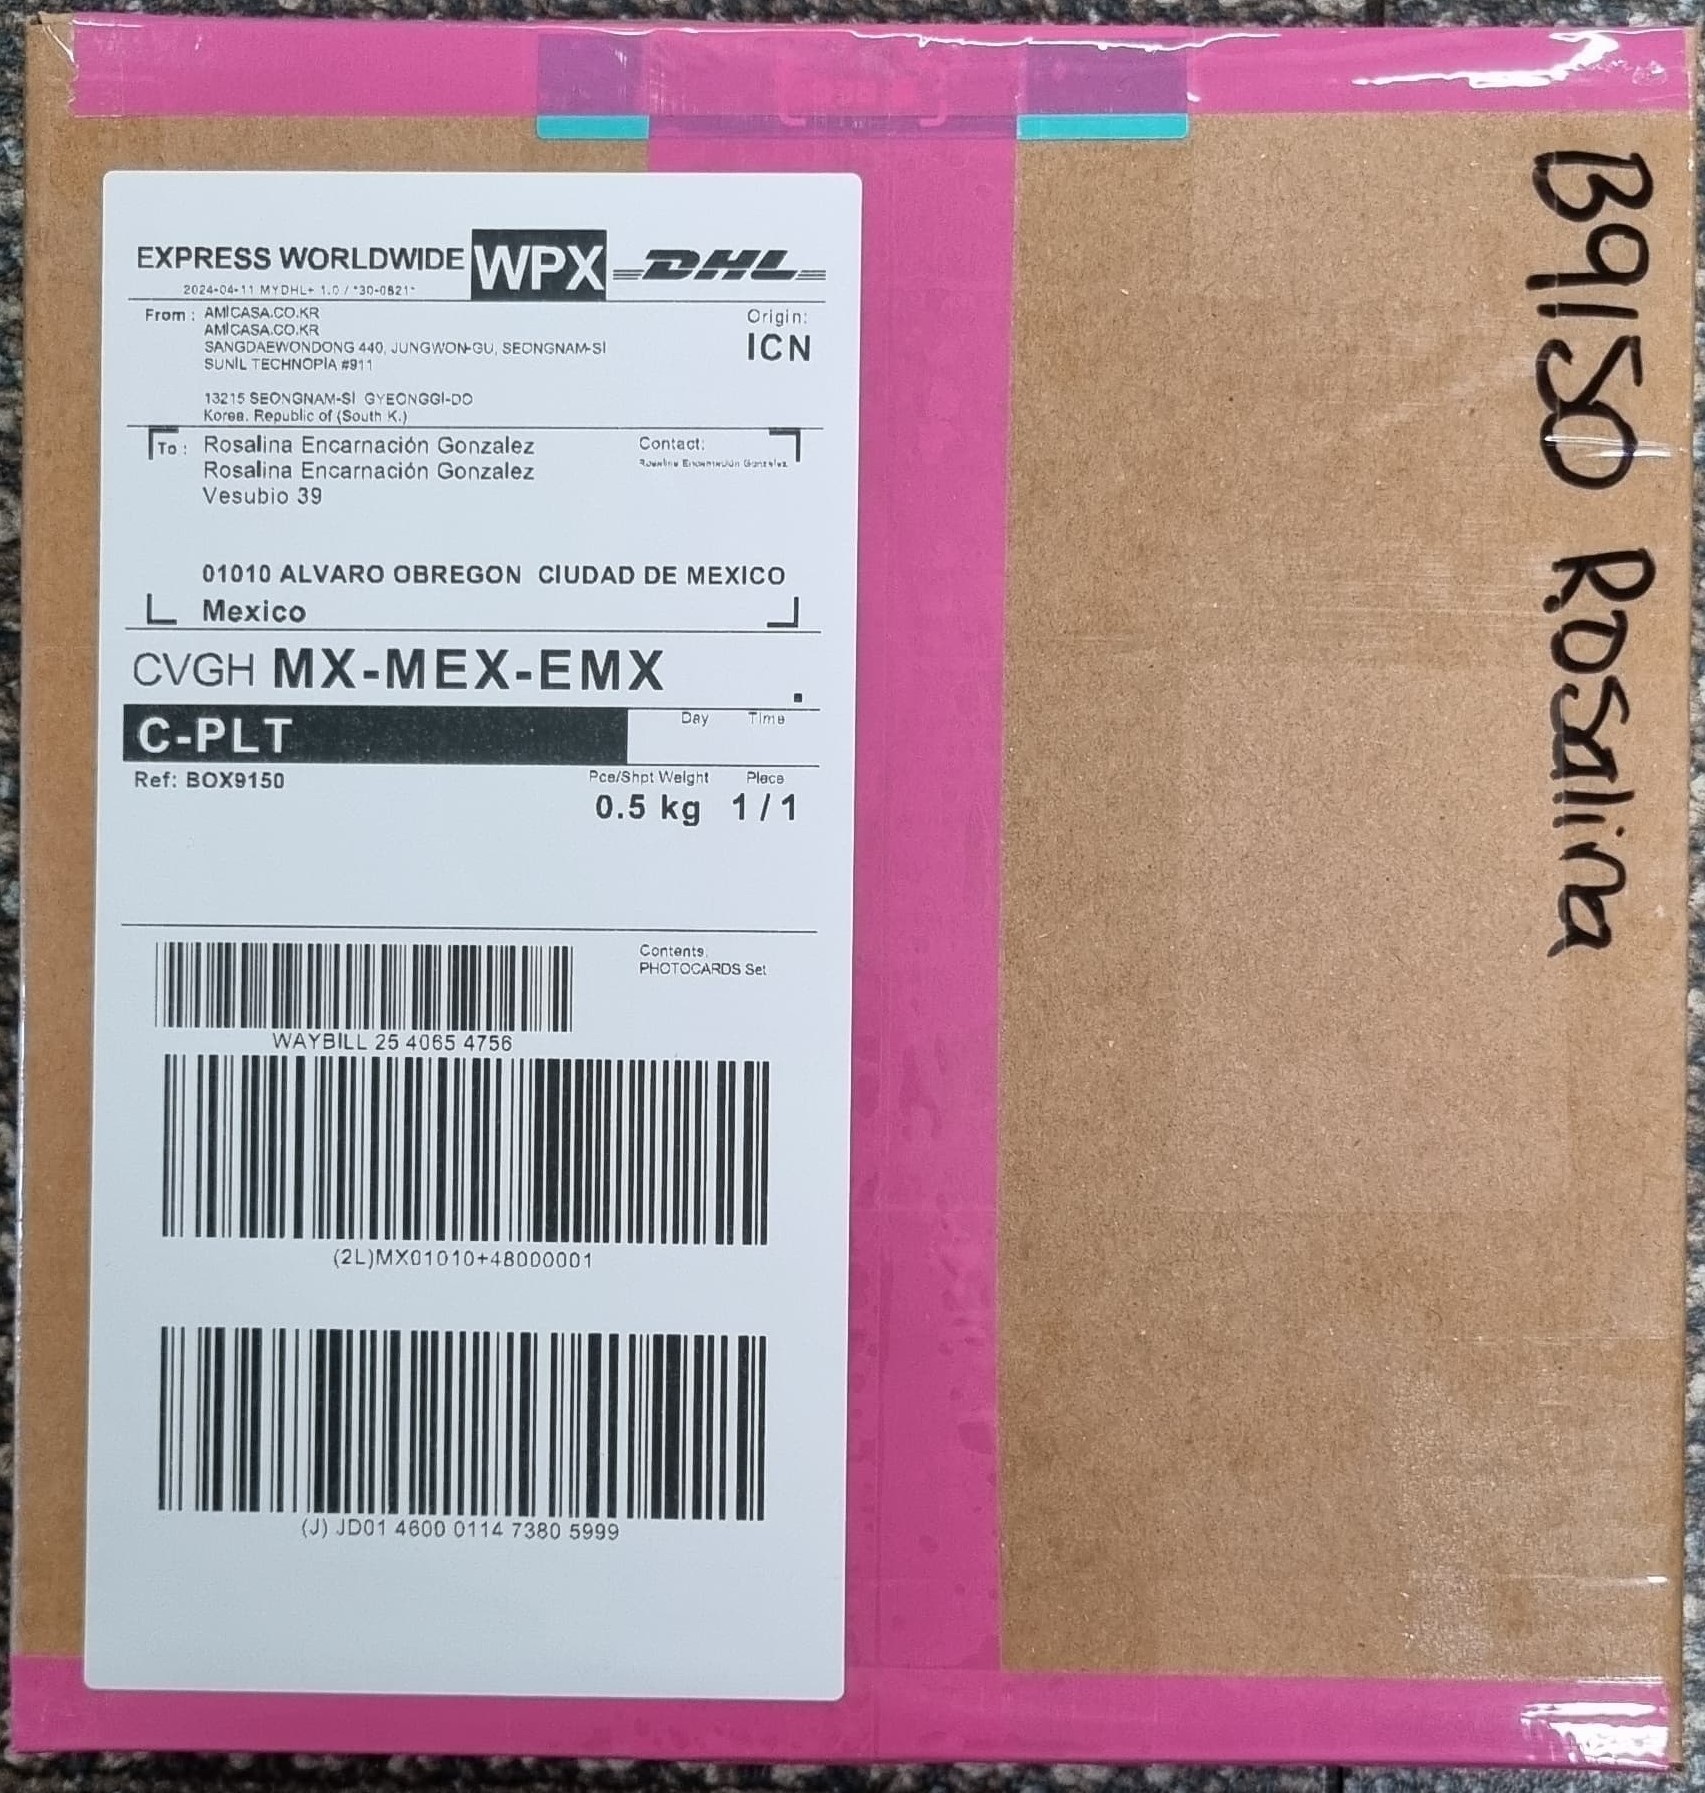 EXPRESS WORLDWIDE WPX DHL
2024-04-11 MYDHL+ 1.0 / *30-0821*
From : AMICASA.CO.KR
AMICASA.CO.KR
SANGDAEWONDONG 440, JUNGWON-GU, SEONGNAM-SI
SUNIL TECHNOPIA #911
13215 SEONGNAM-SI GYEONGGI-DO
Korea. Republic of (South K.)
Origin:
ICN
To : Rosalina Encarnación Gonzalez
Rosalina Encarnación Gonzalez
Vesubio 39
Contact:
Rosalina Encarnación Gonzalez
01010 ALVARO OBREGON CIUDAD DE MEXICO
Mexico
CVGH MX-MEX-EMX
C-PLT
Day Time
Ref: BOX9150
Pce/Shpt Weight Piece
0.5 kg 1 / 1
Contents:
PHOTOCARDS Set
WAYBILL 25 4065 4756
(2L)MX01010+48000001
(J) JD01 4600 0114 7380 5999
B9150 Rosalina